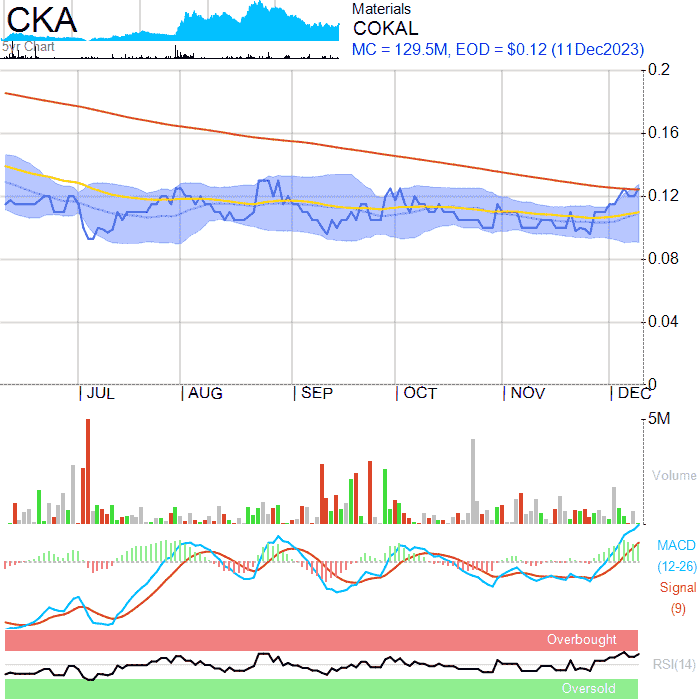 CKA
5yr Chart
Materials
COKAL
MC = 129.5M, EOD = $0.12 (11Dec2023)
0.2
0.16
0.12
0.08
0.04
0
JUL
AUG
SEP
OCT
NOV
DEC
5M
Volume
MACD
(12-26)
Signal
(9)
Overbought
RSI(14)
Oversold